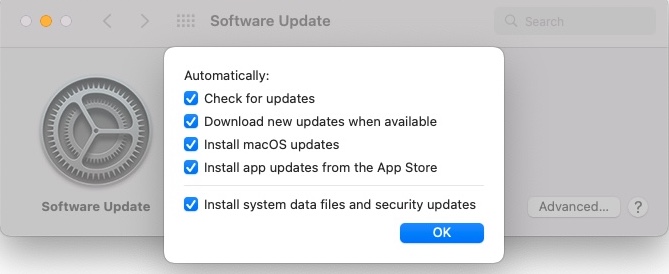 Software Update
Search
Automatically:
Check for updates
Download new updates when available
Install macOS updates
Install app updates from the App Store
Install system data files and security updates
OK
Software Update
Advanced...
?